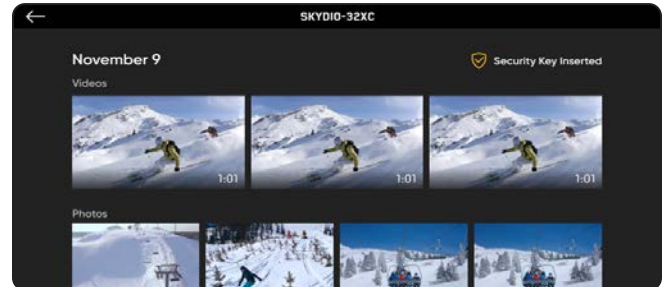 SKYDIO-32XC
November 9
Security Key Inserted
Videos
1:01
1:01
1:01
Photos